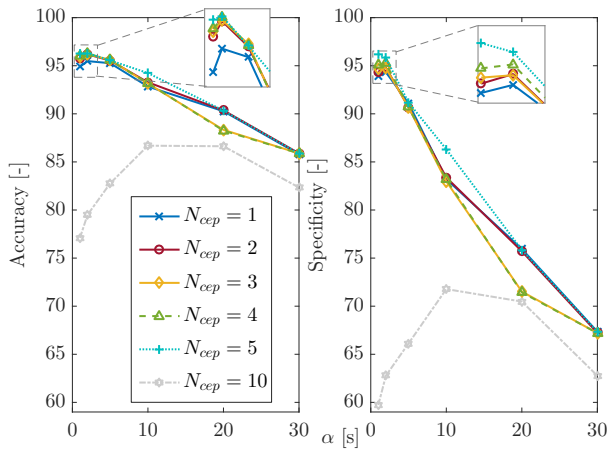 Accuracy [-]
100
95
90
85
80
75
70
65
60
0
10
20
30
N_cep = 1
N_cep = 2
N_cep = 3
N_cep = 4
N_cep = 5
N_cep = 10
α [s]
Specificity [-]
100
95
90
85
80
75
70
65
60
0
10
20
30